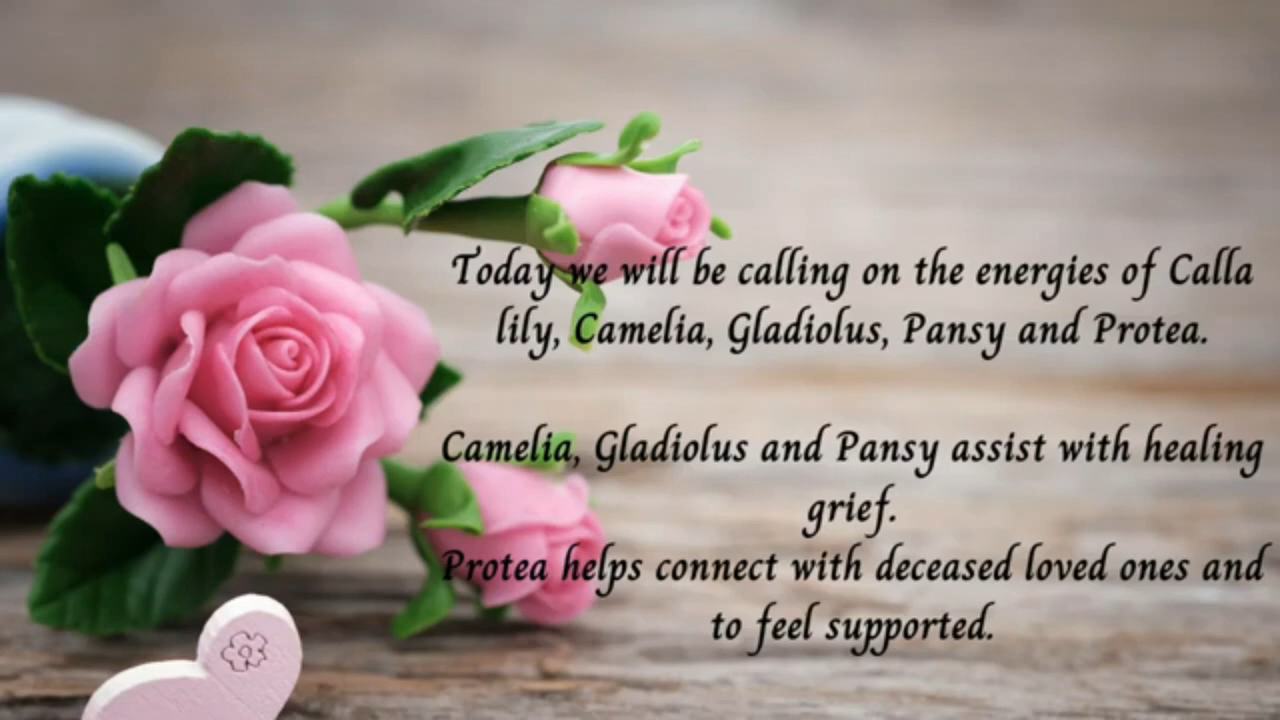 Today we will be calling on the energies of Calla
lily, Camelia, Gladiolus, Pansy and Protea.
Camelia, Gladiolus and Pansy assist with healing
grief.
Protea helps connect with deceased loved ones and
to feel supported.